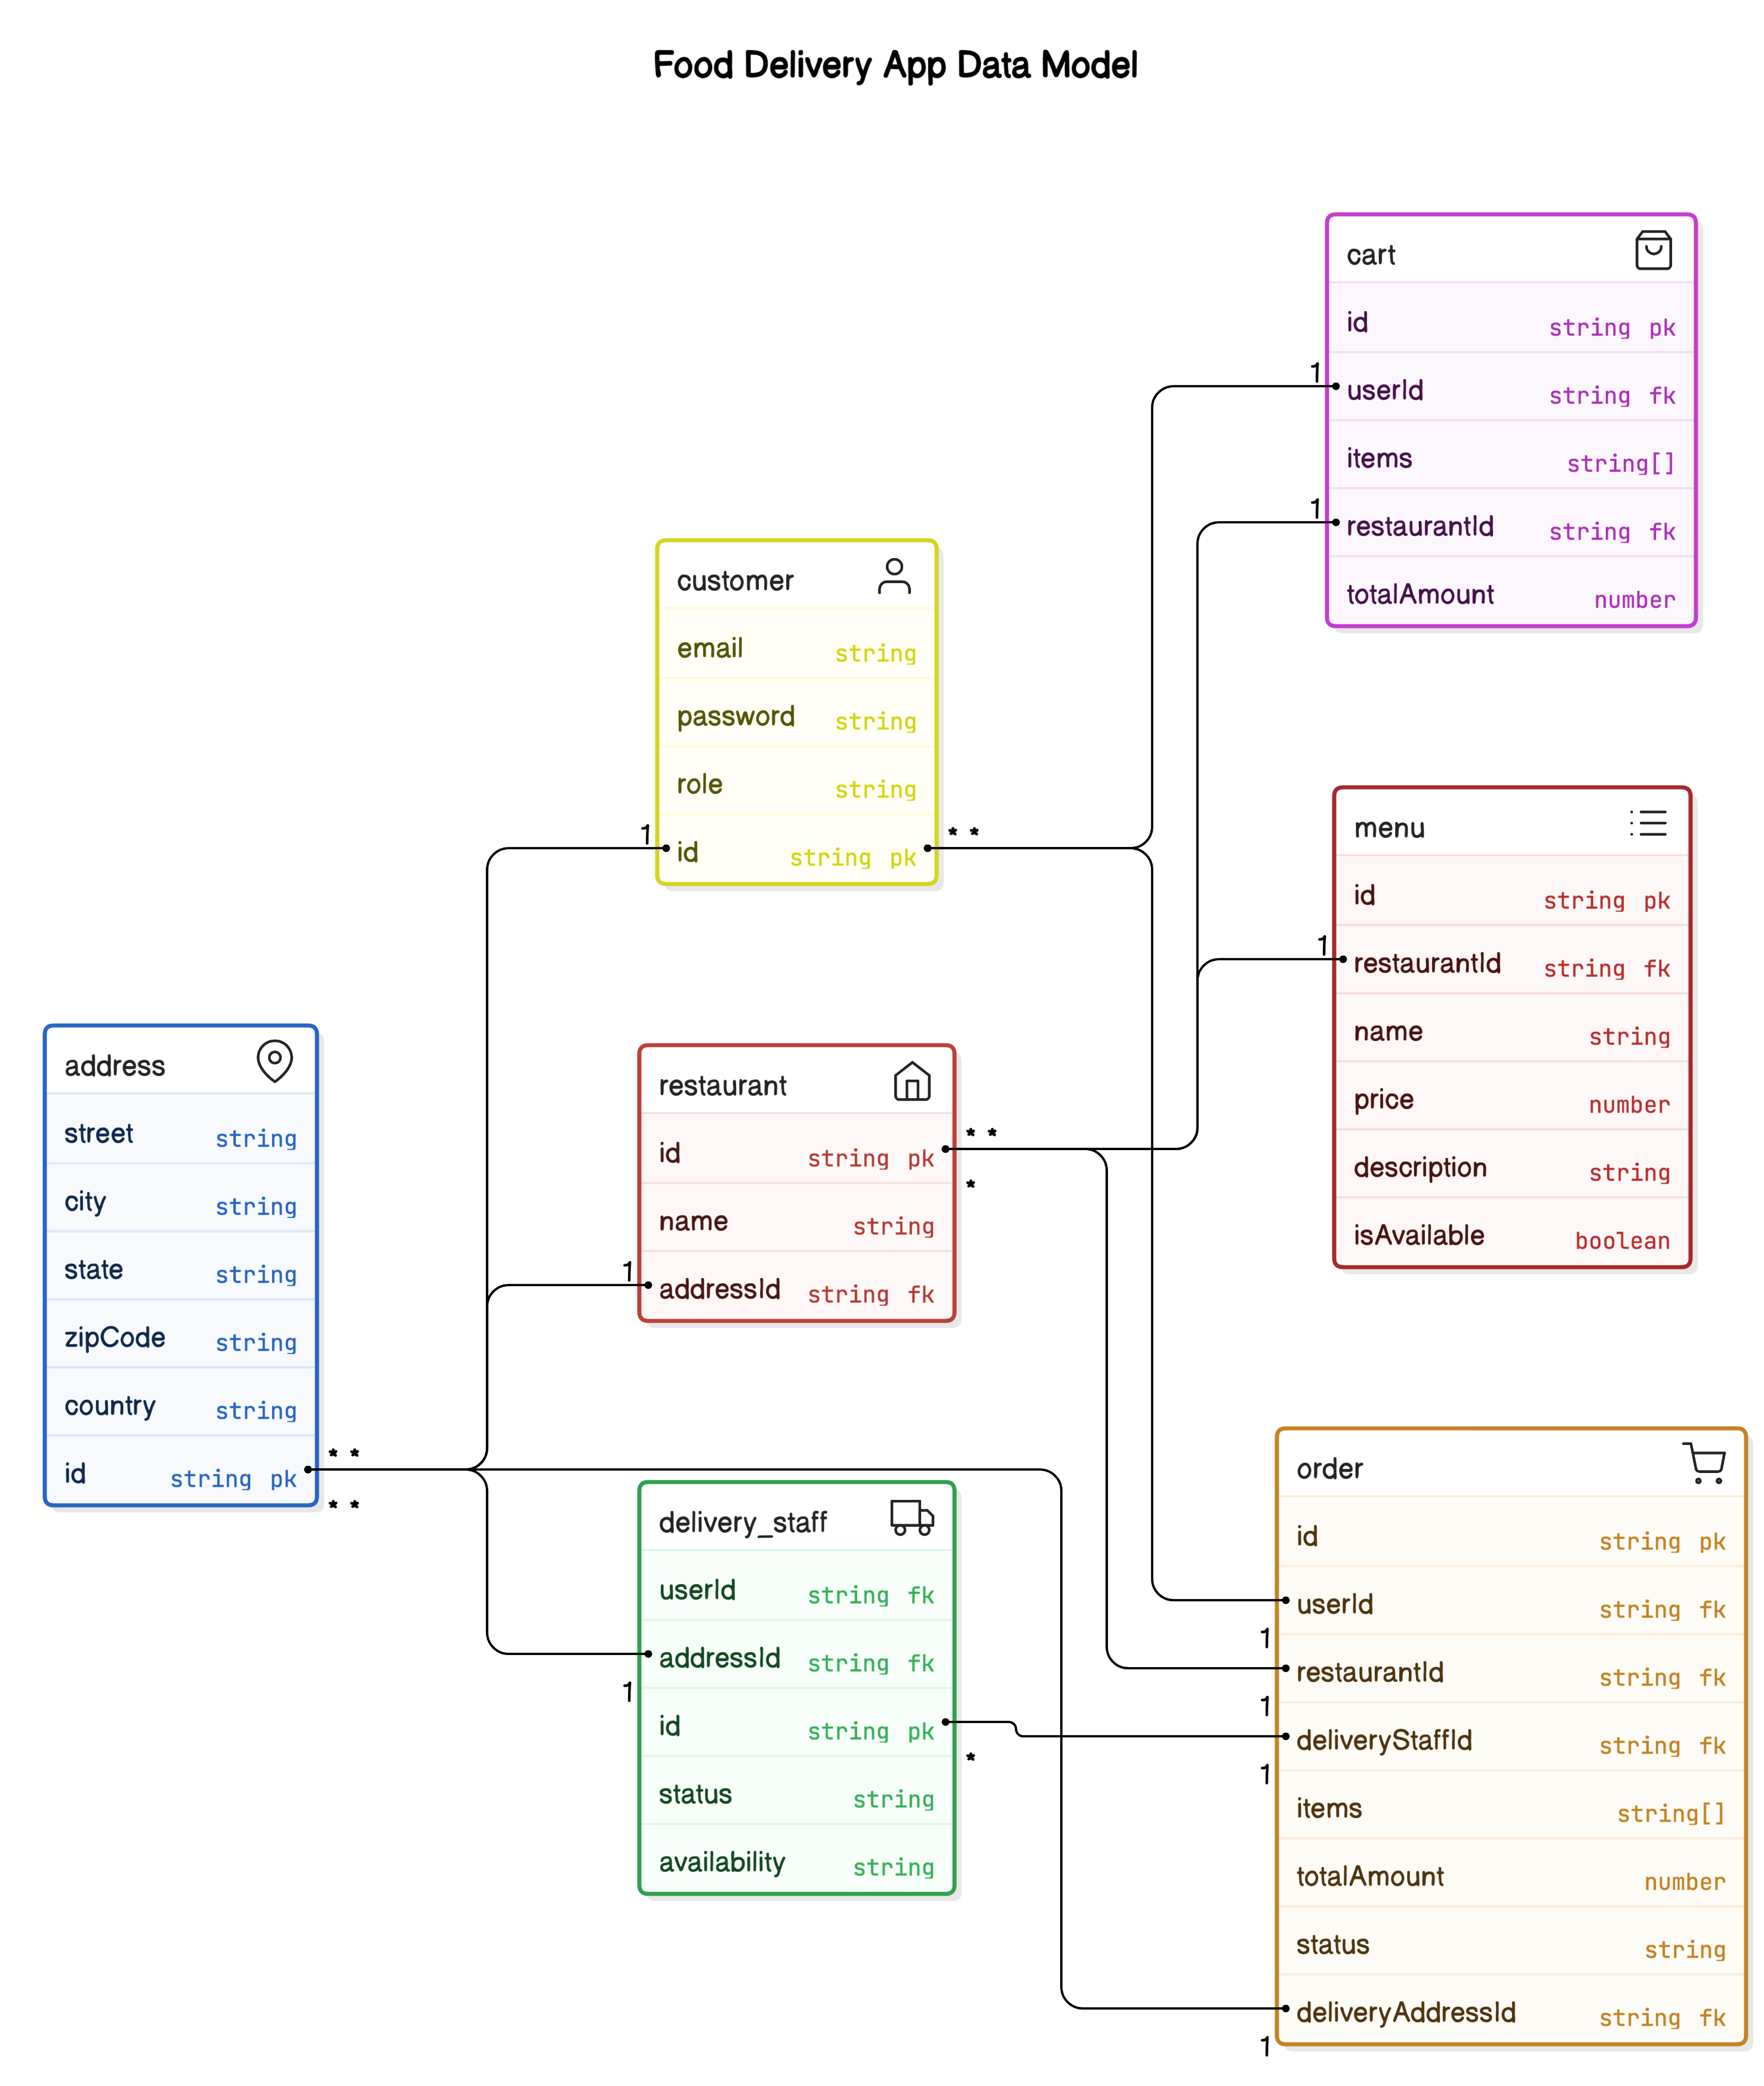 Food Delivery App Data Model
cart
id string pk
1
userId string fk
items string[]
1
restaurantId string fk
totalAmount number
customer
email string
password string
role string
1
id string pk
* *
menu
id string pk
1
restaurantId string fk
name string
price number
description string
isAvailable boolean
address
street string
city string
state string
zipCode string
country string
id string pk
* *
* *
restaurant
id string pk
* *
*
name string
1
addressId string fk
delivery_staff
userId string fk
addressId string fk
1
id string pk
*
status string
availability string
order
id string pk
userId string fk
1
restaurantId string fk
1
deliveryStaffId string fk
1
items string[]
totalAmount number
status string
deliveryAddressId string fk
1